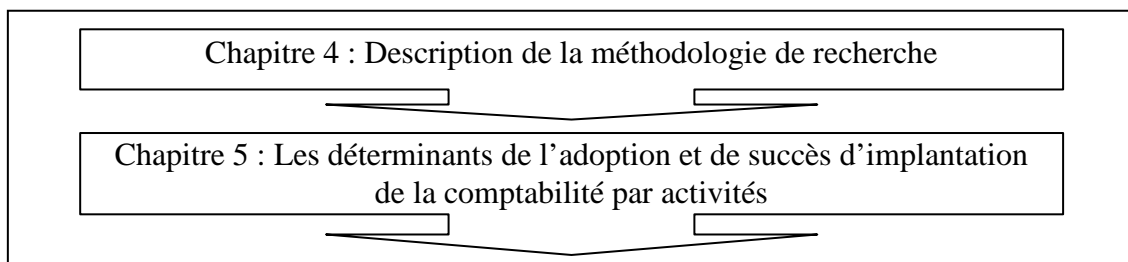 Chapitre 4 : Description de la méthodologie de recherche
Chapitre 5 : Les déterminants de l’adoption et de succès d’implantation
de la comptabilité par activités